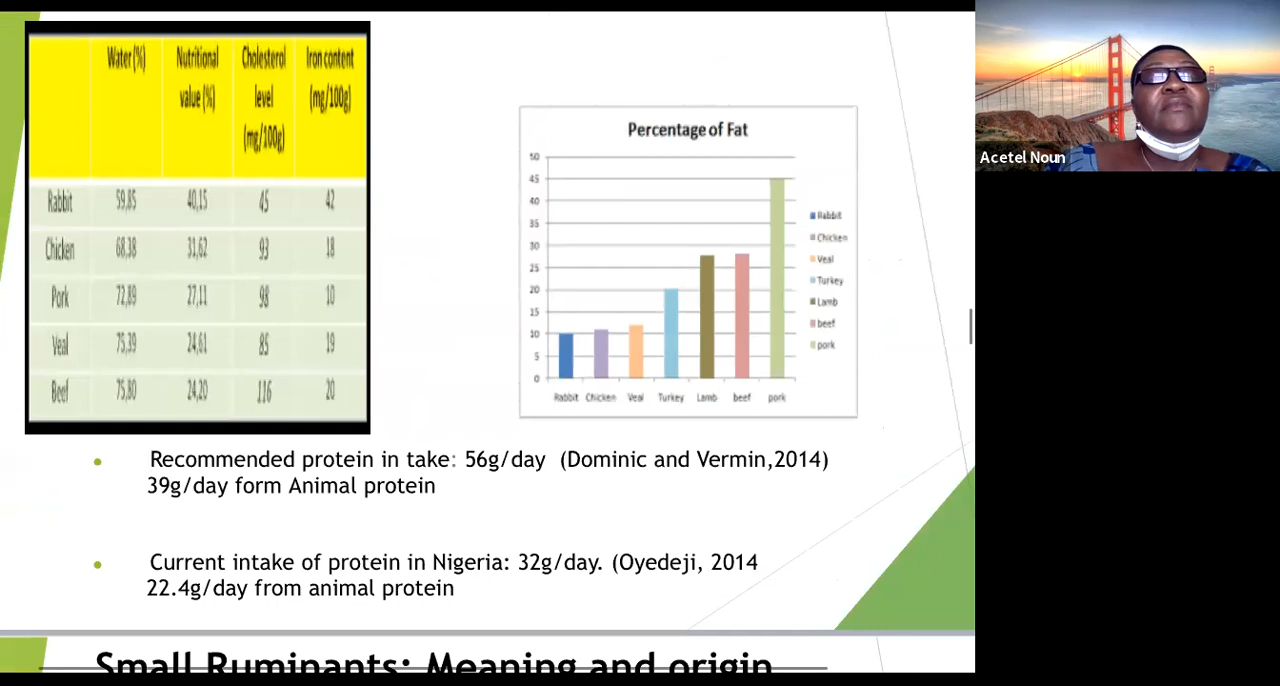 Water (%) Nutritional Cholesterol Iron content
value (%) level (mg/100g)
(mg/100g)
Rabbit 59,85 40,15 45 42
Chicken 68,38 31,62 93 18
Pork 72,89 27,11 98 10
Veal 75,39 24,61 85 19
Beef 75,80 24,20 116 20
Percentage of Fat
50
45
40
35
30
25
20
15
10
5
0
Rabbit Chicken Veal Turkey Lamb beef pork
Rabbit
Chicken
Veal
Turkey
Lamb
beef
pork
Recommended protein in take: 56g/day (Dominic and Vermin,2014)
39g/day form Animal protein
Current intake of protein in Nigeria: 32g/day. (Oyedeji, 2014
22.4g/day from animal protein
Small Ruminants: Meaning and origin
Acetel Noun